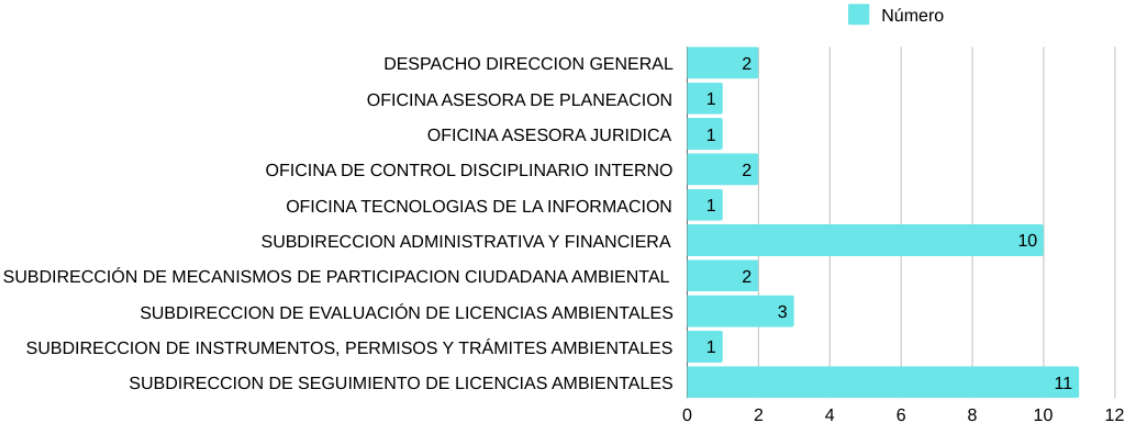 Número
DESPACHO DIRECCION GENERAL 2
OFICINA ASESORA DE PLANEACION 1
OFICINA ASESORA JURIDICA 1
OFICINA DE CONTROL DISCIPLINARIO INTERNO 2
OFICINA TECNOLOGIAS DE LA INFORMACION 1
SUBDIRECCION ADMINISTRATIVA Y FINANCIERA 10
SUBDIRECCIÓN DE MECANISMOS DE PARTICIPACION CIUDADANA AMBIENTAL 2
SUBDIRECCION DE EVALUACIÓN DE LICENCIAS AMBIENTALES 3
SUBDIRECCION DE INSTRUMENTOS, PERMISOS Y TRÁMITES AMBIENTALES 1
SUBDIRECCION DE SEGUIMIENTO DE LICENCIAS AMBIENTALES 11
0 2 4 6 8 10 12